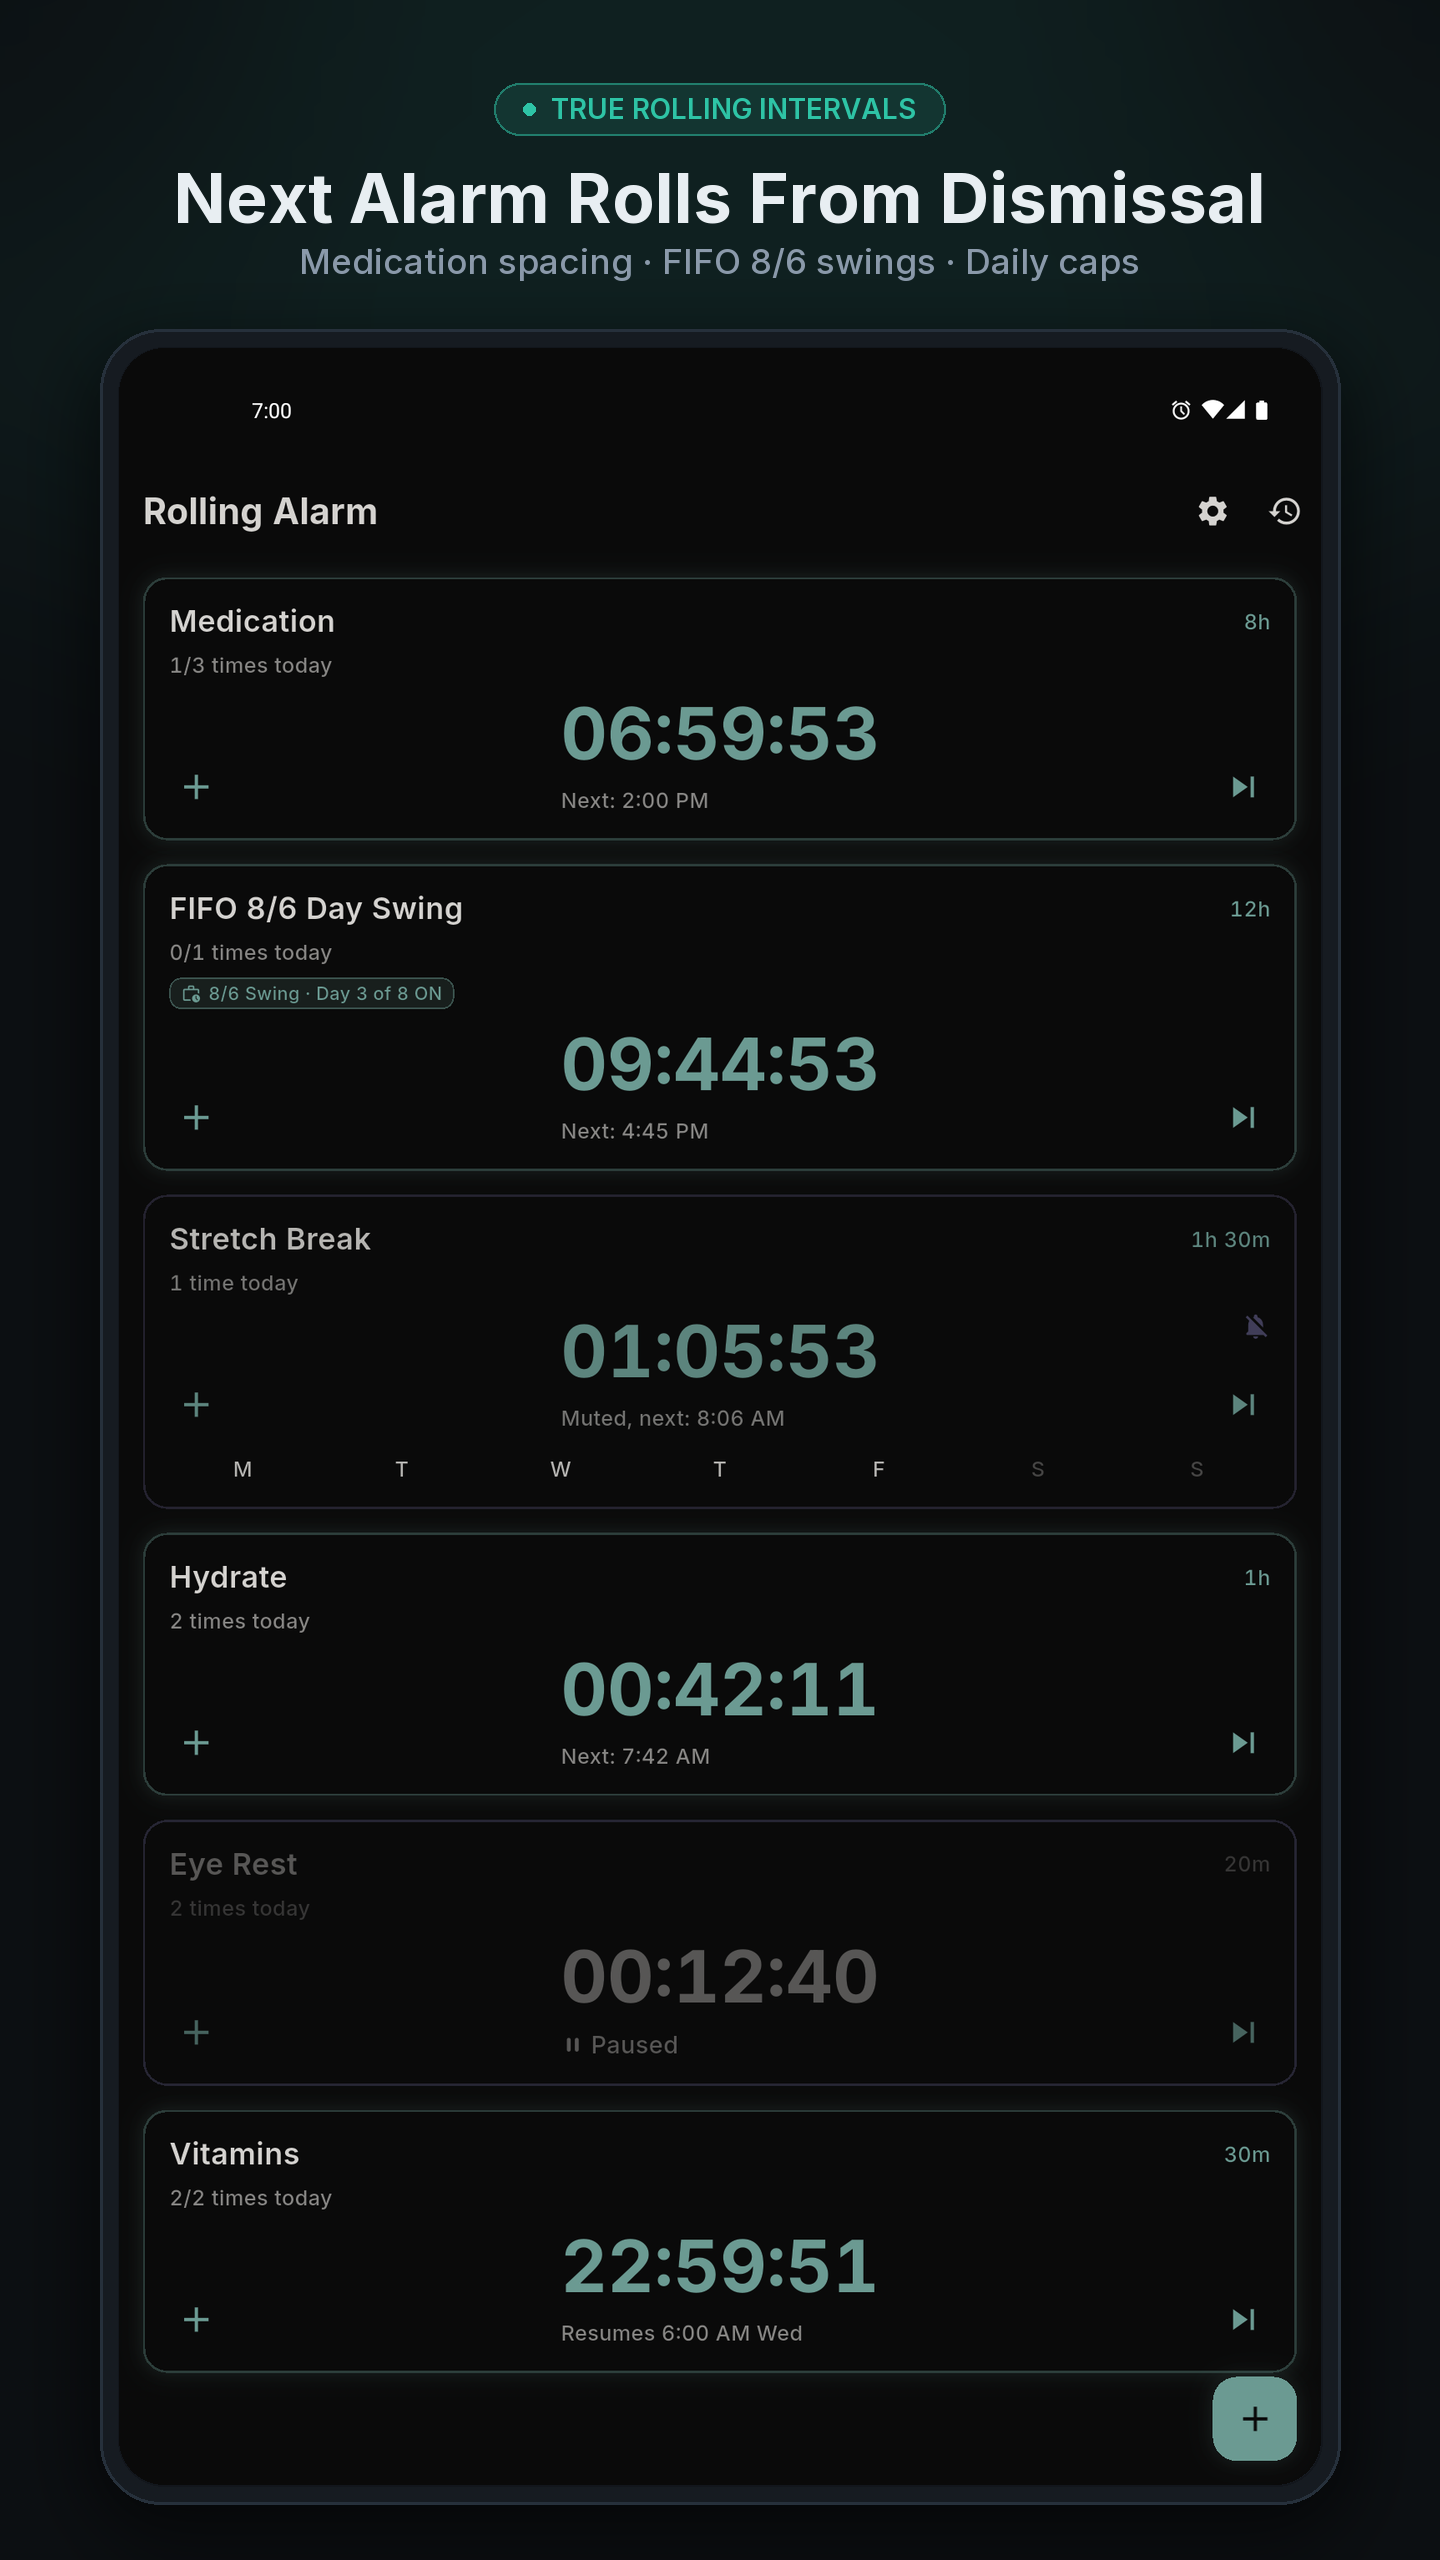 TRUE ROLLING INTERVALS
Next Alarm Rolls From Dismissal
Medication spacing · FIFO 8/6 swings · Daily caps
7:00
Rolling Alarm
Medication
8h
1/3 times today
06:59:53
Next: 2:00 PM
FIFO 8/6 Day Swing
12h
0/1 times today
8/6 Swing · Day 3 of 8 ON
09:44:53
Next: 4:45 PM
Stretch Break
1h 30m
1 time today
01:05:53
Muted, next: 8:06 AM
M T W T F S S
Hydrate
1h
2 times today
00:42:11
Next: 7:42 AM
Eye Rest
20m
2 times today
00:12:40
Paused
Vitamins
30m
2/2 times today
22:59:51
Resumes 6:00 AM Wed